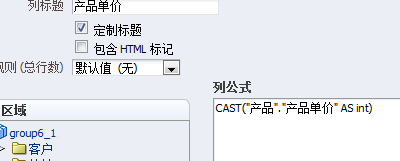 列标题 产品单价
定制标题
包含 HTML 标记
规则 (总行数) 默认值 (无)
列公式
CAST("产品"."产品单价" AS int)
区域
group6_1
客户